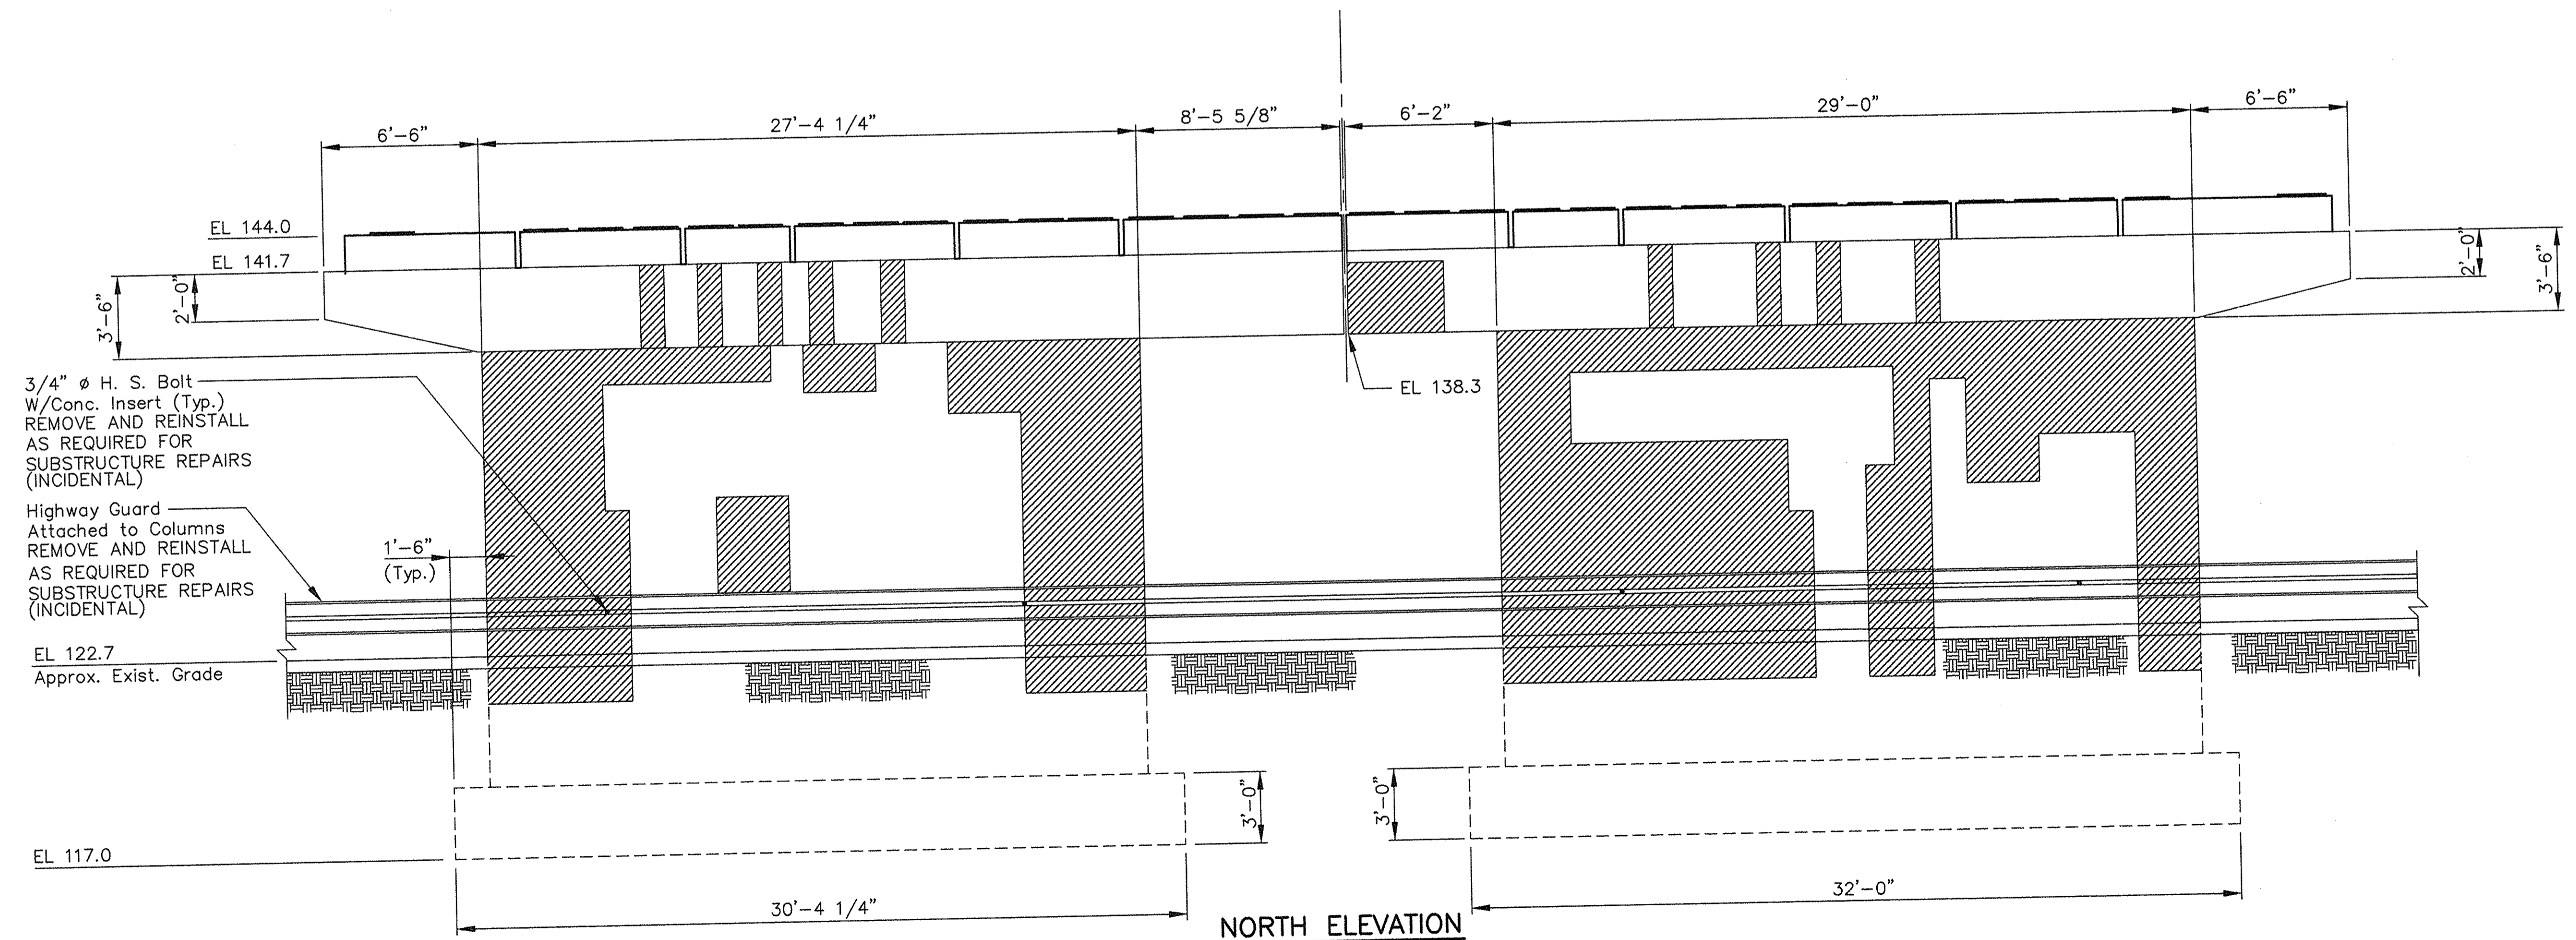 6'-6"
27'-4 1/4"
8'-5 5/8"
6'-2"
29'-0"
6'-6"
EL 144.0
EL 141.7
3'-6"
2'-0"
2'-0"
3'-6"
EL 138.3
3/4" ø H. S. Bolt
W/Conc. Insert (Typ.)
REMOVE AND REINSTALL
AS REQUIRED FOR
SUBSTRUCTURE REPAIRS
(INCIDENTAL)
Highway Guard
Attached to Columns
REMOVE AND REINSTALL
AS REQUIRED FOR
SUBSTRUCTURE REPAIRS
(INCIDENTAL)
1'-6"
(Typ.)
EL 122.7
Approx. Exist. Grade
3'-0"
3'-0"
EL 117.0
30'-4 1/4"
32'-0"
NORTH ELEVATION